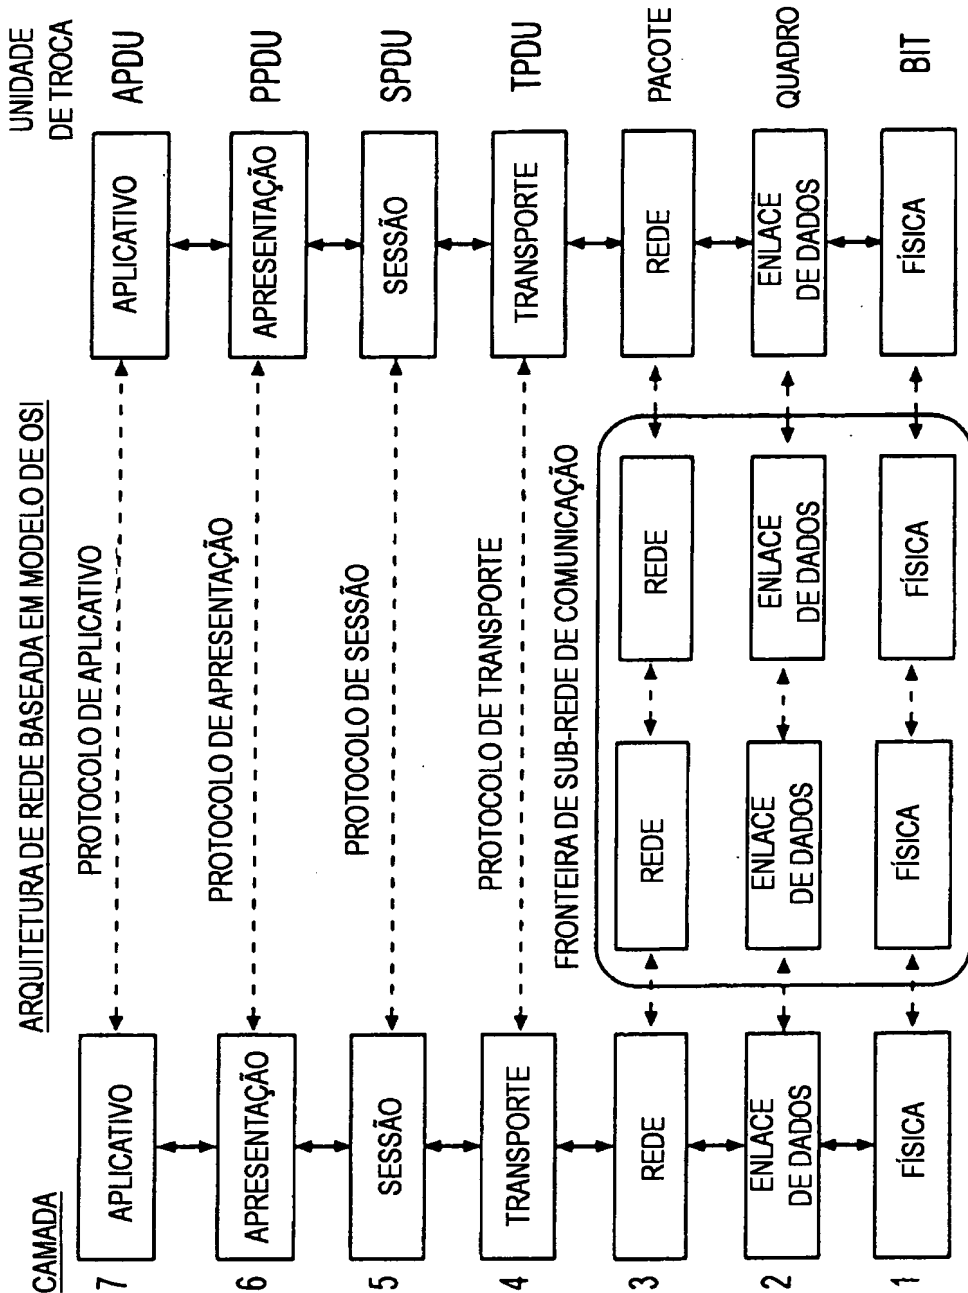 ARQUITETURA DE REDE BASEADA EM MODELO DE OSI
CAMADA
UNIDADE
DE TROCA
7
APLICATIVO
PROTOCOLO DE APLICATIVO
APLICATIVO
APDU
6
APRESENTAÇÃO
PROTOCOLO DE APRESENTAÇÃO
APRESENTAÇÃO
PPDU
5
SESSÃO
PROTOCOLO DE SESSÃO
SESSÃO
SPDU
4
TRANSPORTE
PROTOCOLO DE TRANSPORTE
TRANSPORTE
TPDU
FRONTEIRA DE SUB-REDE DE COMUNICAÇÃO
3
REDE
REDE
REDE
REDE
PACOTE
2
ENLACE
DE DADOS
ENLACE
DE DADOS
ENLACE
DE DADOS
ENLACE
DE DADOS
QUADRO
1
FÍSICA
FÍSICA
FÍSICA
FÍSICA
BIT